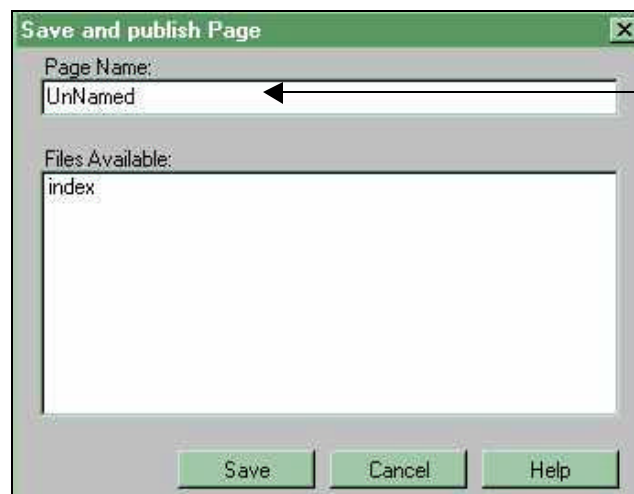 Save and publish Page
Page Name:
UnNamed
Files Available:
index
Save Cancel Help